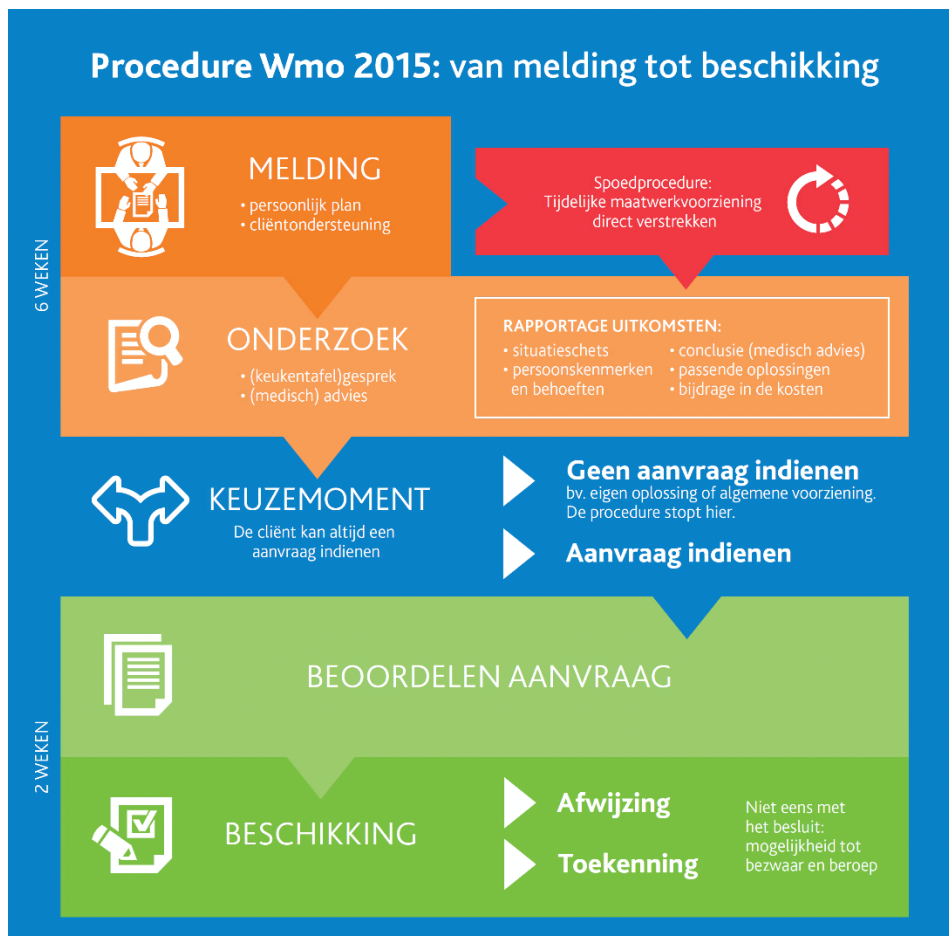 Procedure Wmo 2015: van melding tot beschikking
6 WEKEN
MELDING
• persoonlijk plan
• cliëntondersteuning
Spoedprocedure:
Tijdelijke maatwerkvoorziening
direct verstrekken
ONDERZOEK
• (keukentafel)gesprek
• (medisch) advies
RAPPORTAGE UITKOMSTEN:
• situatieschets
• persoonskenmerken
en behoeften
• conclusie (medisch advies)
• passende oplossingen
• bijdrage in de kosten
KEUZEMOMENT
De cliënt kan altijd een
aanvraag indienen
Geen aanvraag indienen
bv. eigen oplossing of algemene voorziening.
De procedure stopt hier.
Aanvraag indienen
2 WEKEN
BEOORDELEN AANVRAAG
BESCHIKKING
Afwijzing
Toekenning
Niet eens met
het besluit:
mogelijkheid tot
bezwaar en beroep